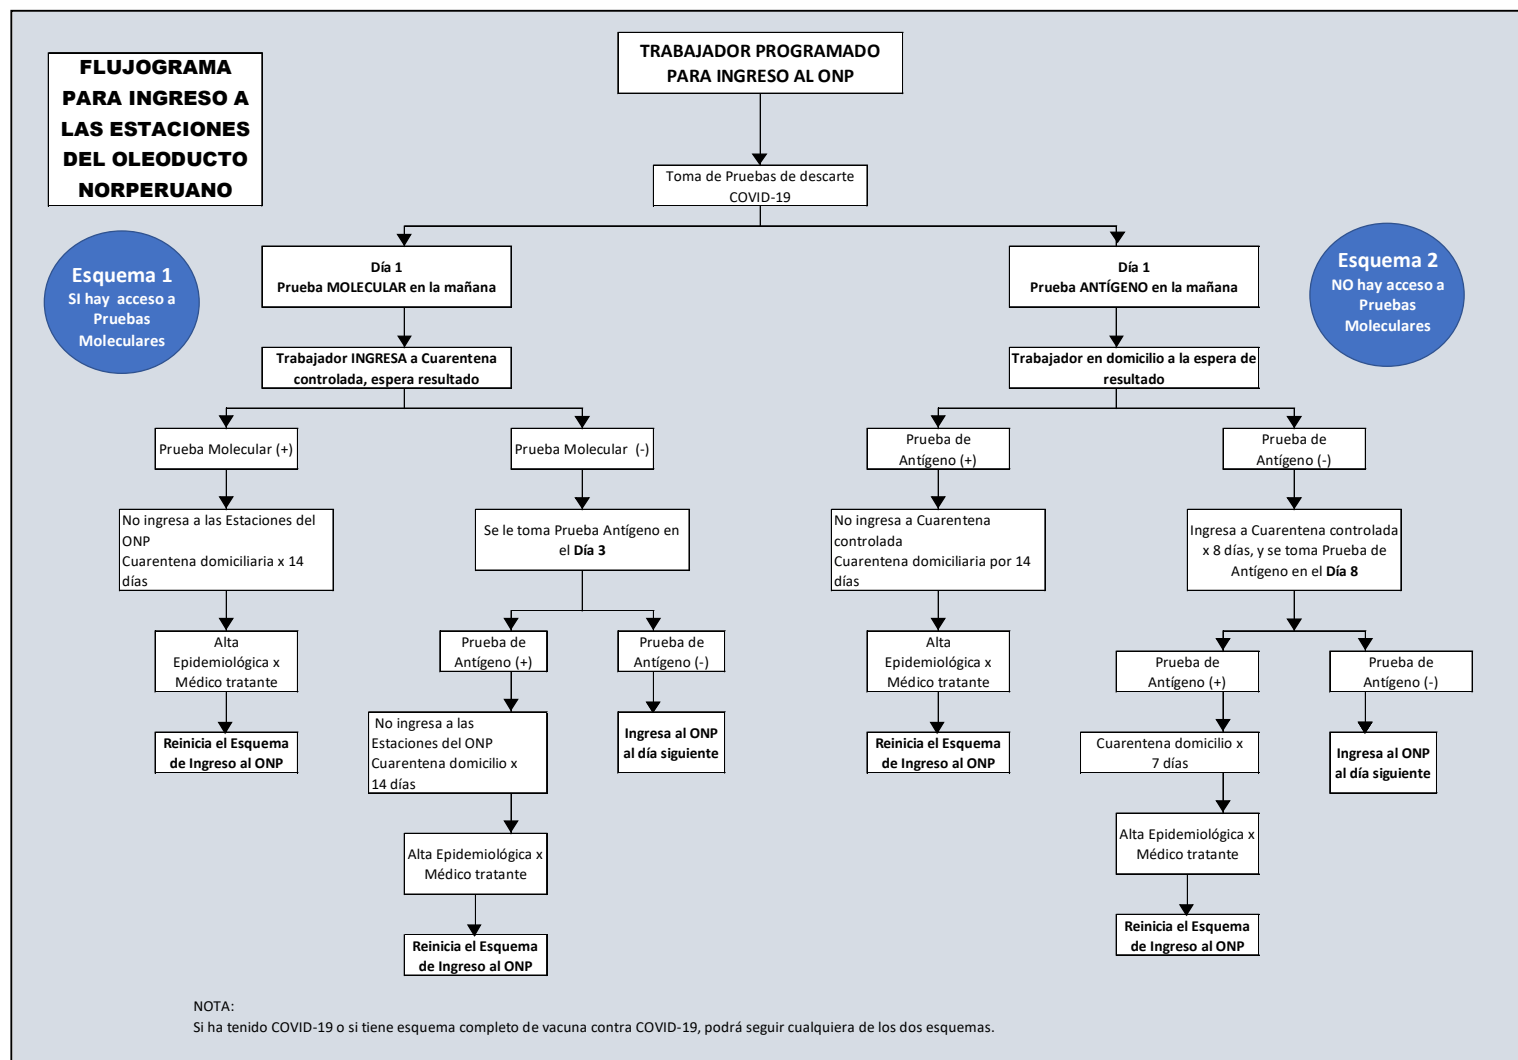 FLUJOGRAMA
PARA INGRESO A
LAS ESTACIONES
DEL OLEODUCTO
NORPERUANO
TRABAJADOR PROGRAMADO
PARA INGRESO AL ONP
Toma de Pruebas de descarte
COVID-19
Esquema 1
SI hay acceso a
Pruebas
Moleculares
Día 1
Prueba MOLECULAR en la mañana
Trabajador INGRESA a Cuarentena
controlada, espera resultado
Prueba Molecular (+)
No ingresa a las Estaciones del
ONP
Cuarentena domiciliaria x 14
días
Alta
Epidemiológica x
Médico tratante
Reinicia el Esquema
de Ingreso al ONP
Prueba Molecular (-)
Se le toma Prueba Antígeno en
el Día 3
Prueba de
Antígeno (+)
No ingresa a las
Estaciones del ONP
Cuarentena domicilio x
14 días
Alta Epidemiológica x
Médico tratante
Reinicia el Esquema
de Ingreso al ONP
Prueba de
Antígeno (-)
Ingresa al ONP
al día siguiente
Esquema 2
NO hay acceso a
Pruebas
Moleculares
Día 1
Prueba ANTÍGENO en la mañana
Trabajador en domicilio a la espera de
resultado
Prueba de
Antígeno (+)
No ingresa a Cuarentena
controlada
Cuarentena domiciliaria por 14
días
Alta
Epidemiológica x
Médico tratante
Reinicia el Esquema
de Ingreso al ONP
Prueba de
Antígeno (-)
Ingresa a Cuarentena controlada
x 8 días, y se toma Prueba de
Antígeno en el Día 8
Prueba de
Antígeno (+)
Cuarentena domicilio x
7 días
Alta Epidemiológica x
Médico tratante
Reinicia el Esquema
de Ingreso al ONP
Prueba de
Antígeno (-)
Ingresa al ONP
al día siguiente
NOTA:
Si ha tenido COVID-19 o si tiene esquema completo de vacuna contra COVID-19, podrá seguir cualquiera de los dos esquemas.